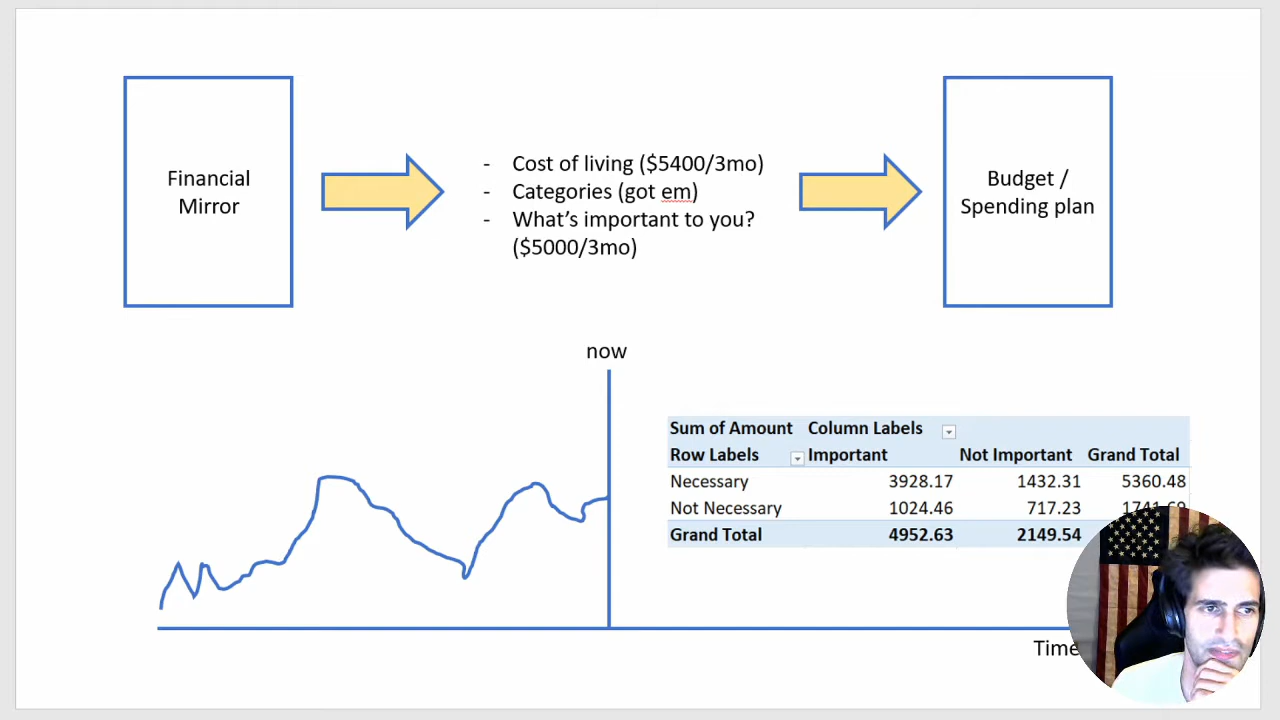 Financial
Mirror
- Cost of living ($5400/3mo)
- Categories (got em)
- What’s important to you?
($5000/3mo)
Budget /
Spending plan
now
Sum of Amount Column Labels
Row Labels Important Not Important Grand Total
Necessary 3928.17 1432.31 5360.48
Not Necessary 1024.46 717.23 1741.69
Grand Total 4952.63 2149.54
Time